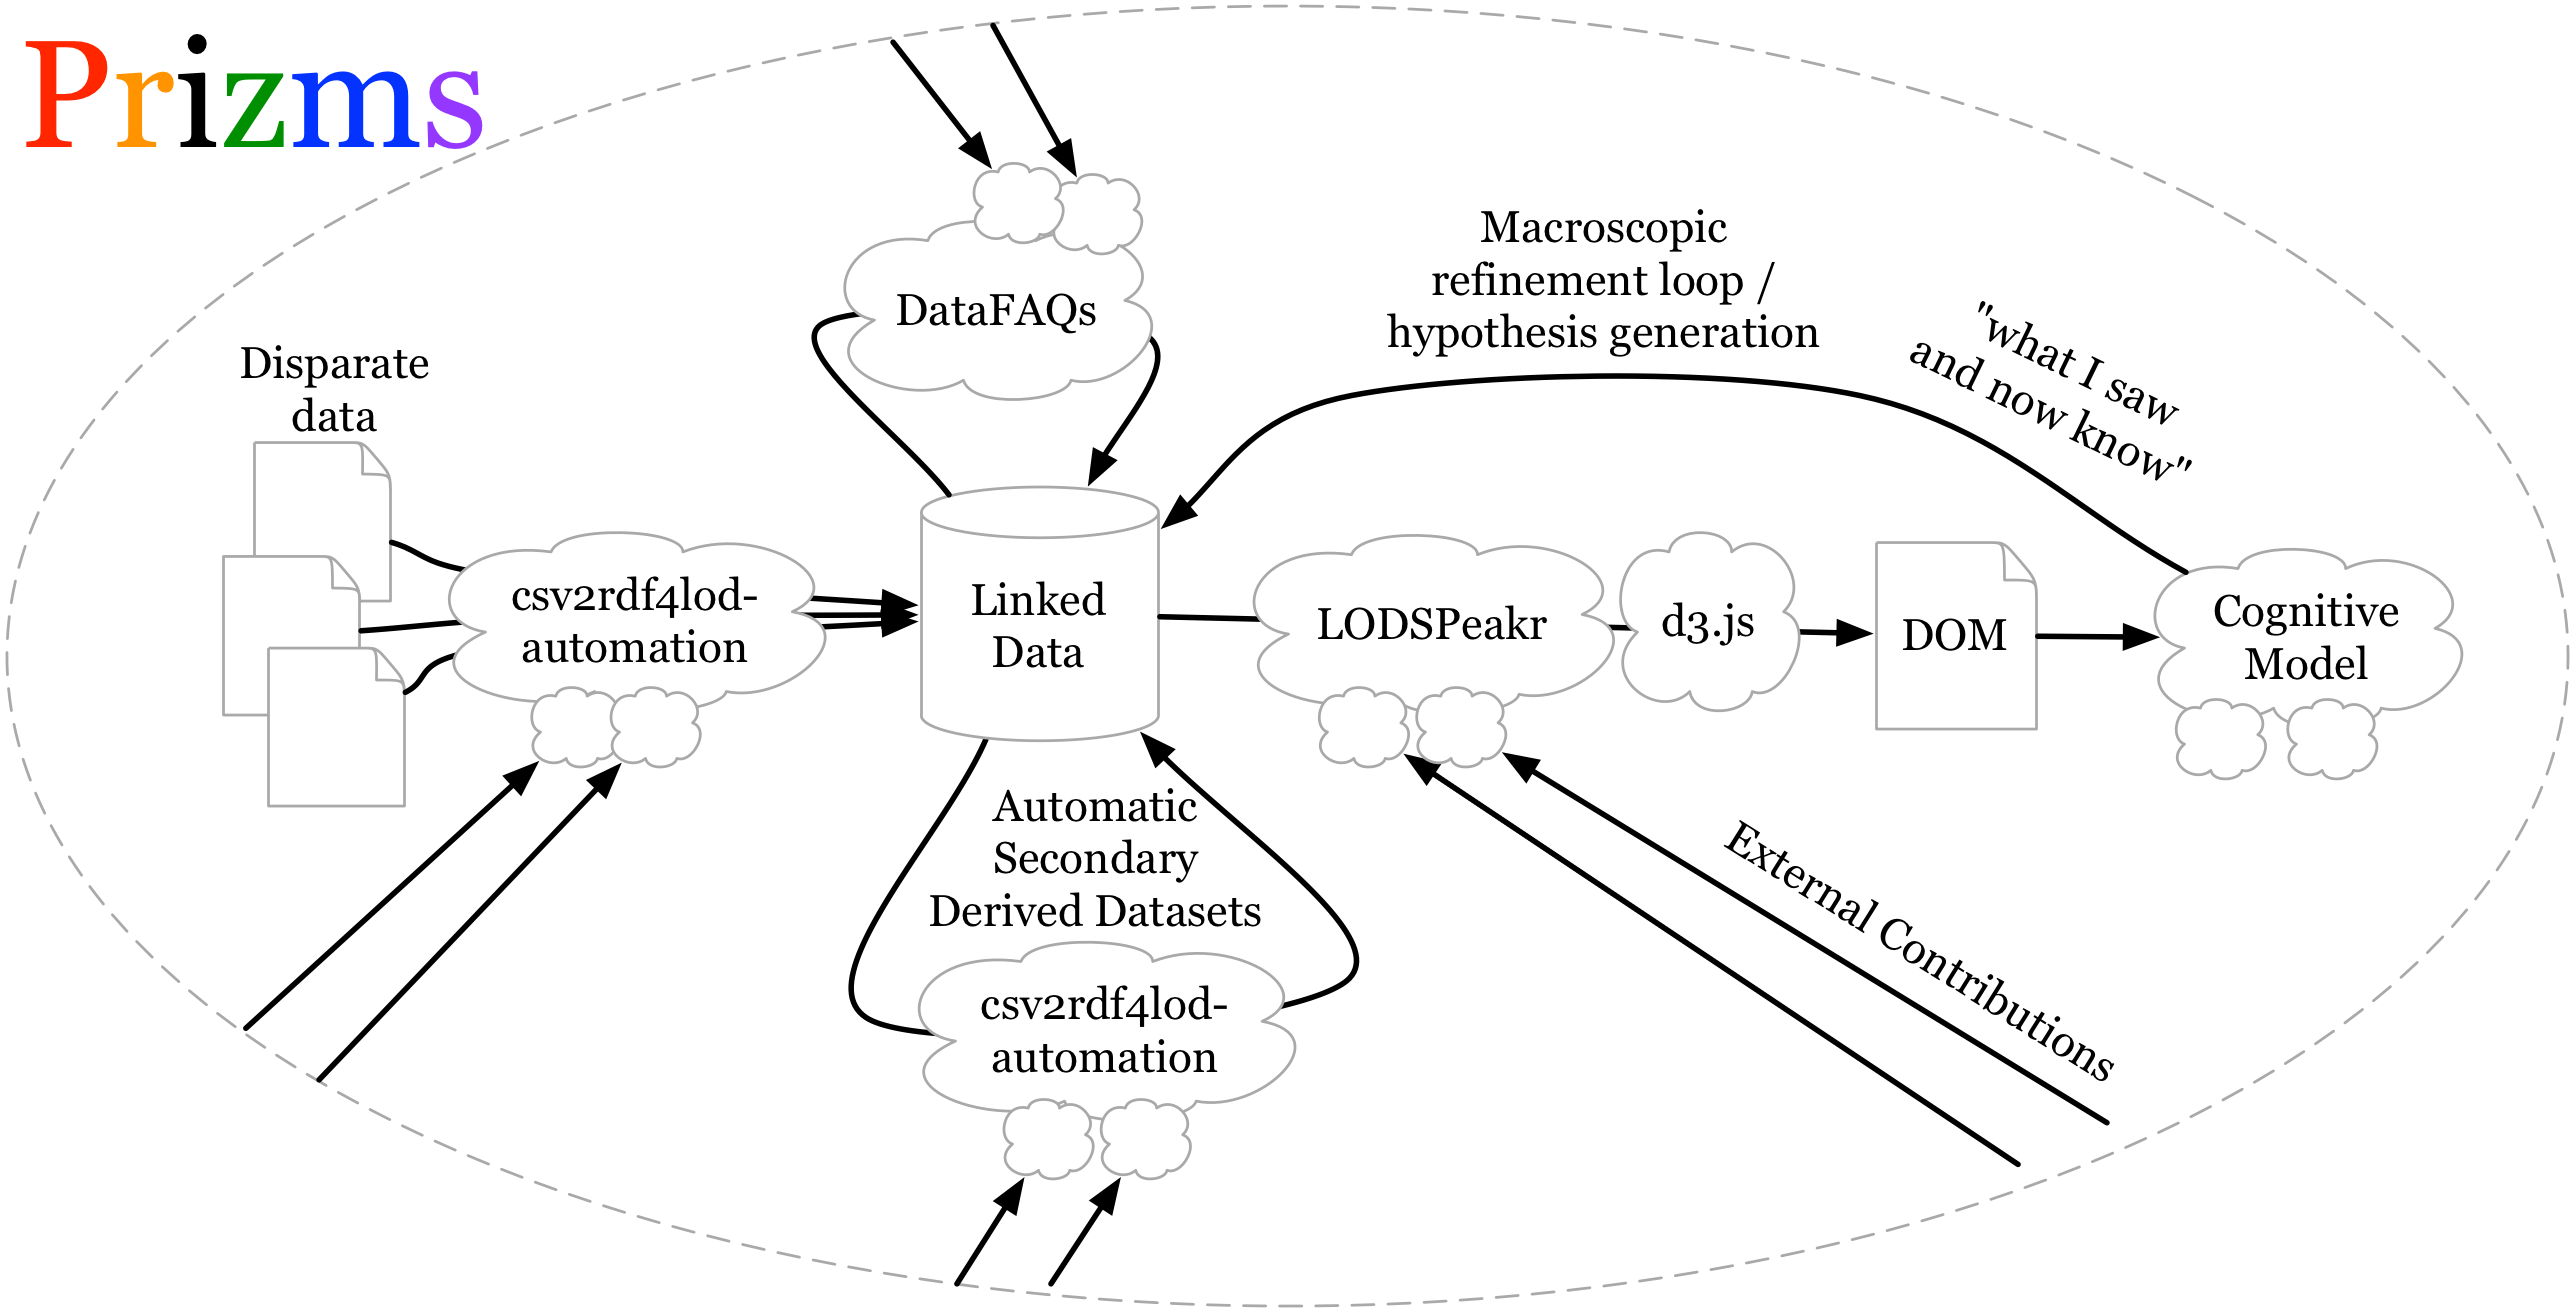 Prizms
DataFAQs
Macroscopic
refinement loop /
hypothesis generation
"what I saw
and now know"
Disparate
data
csv2rdf4lod-
automation
Linked
Data
LODSPeakr
d3.js
DOM
Cognitive
Model
Automatic
Secondary
Derived Datasets
External Contributions
csv2rdf4lod-
automation